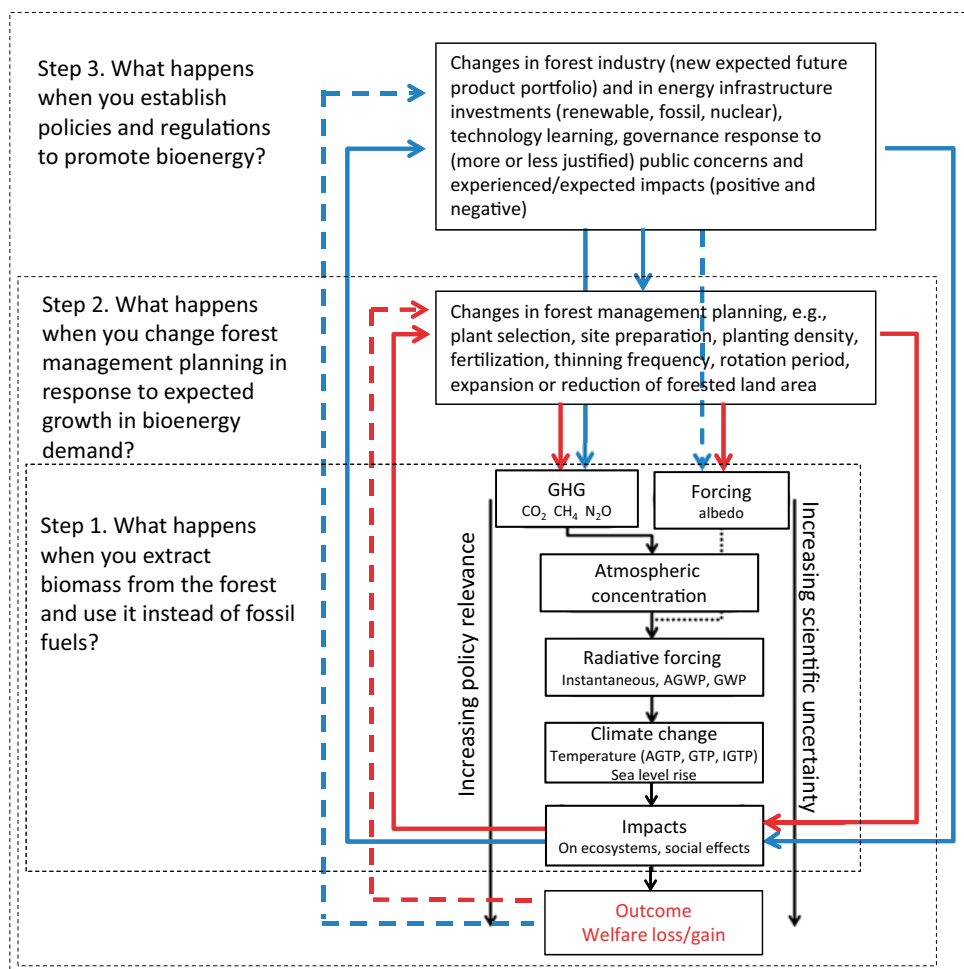 Step 3. What happens
when you establish
policies and regulations
to promote bioenergy?
Changes in forest industry (new expected future
product portfolio) and in energy infrastructure
investments (renewable, fossil, nuclear),
technology learning, governance response to
(more or less justified) public concerns and
experienced/expected impacts (positive and
negative)
Step 2. What happens
when you change forest
management planning in
response to expected
growth in bioenergy
demand?
Changes in forest management planning, e.g.,
plant selection, site preparation, planting density,
fertilization, thinning frequency, rotation period,
expansion or reduction of forested land area
Step 1. What happens
when you extract
biomass from the forest
and use it instead of fossil
fuels?
Increasing policy relevance
GHG
CO₂ CH₄ N₂O
Forcing
albedo
Atmospheric
concentration
Radiative forcing
Instantaneous, AGWP, GWP
Climate change
Temperature (AGTP, GTP, IGTP)
Sea level rise
Impacts
On ecosystems, social effects
Increasing scientific uncertainty
Outcome
Welfare loss/gain